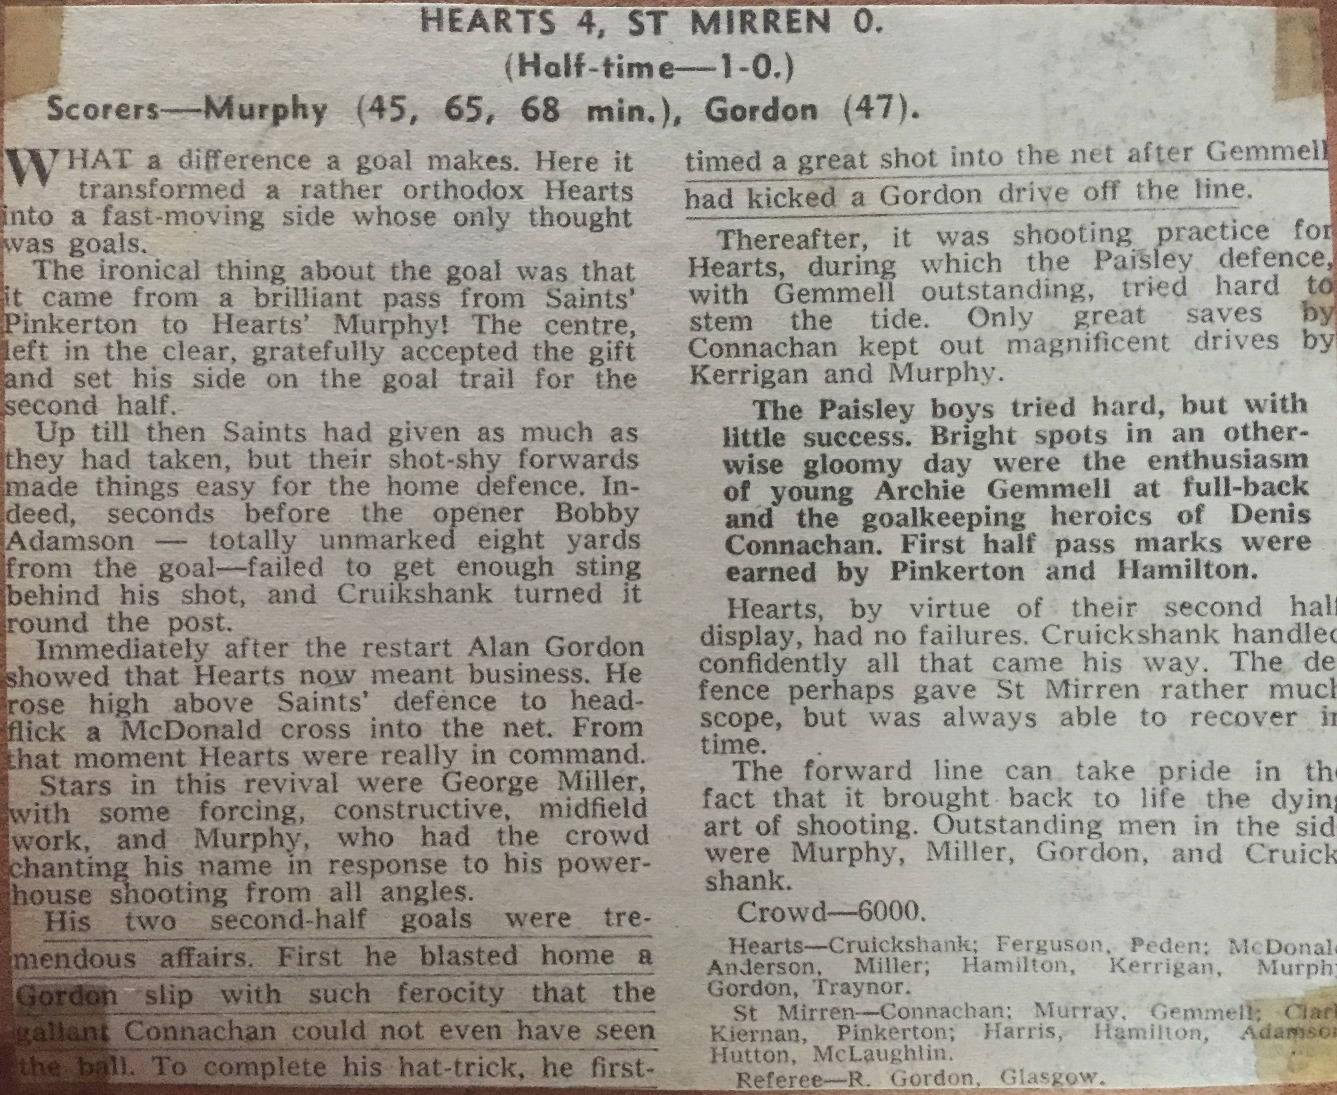 HEARTS 4, ST MIRREN 0.
(Half-time—1-0.)
Scorers—Murphy (45, 65, 68 min.), Gordon (47).
WHAT a difference a goal makes. Here it
transformed a rather orthodox Hearts
into a fast-moving side whose only thought
was goals.
The ironical thing about the goal was that
it came from a brilliant pass from Saints'
Pinkerton to Hearts' Murphy! The centre,
left in the clear, gratefully accepted the gift
and set his side on the goal trail for the
second half.
Up till then Saints had given as much as
they had taken, but their shot-shy forwards
made things easy for the home defence. In-
deed, seconds before the opener Bobby
Adamson — totally unmarked eight yards
from the goal—failed to get enough sting
behind his shot, and Cruikshank turned it
round the post.
Immediately after the restart Alan Gordon
showed that Hearts now meant business. He
rose high above Saints' defence to head-
flick a McDonald cross into the net. From
that moment Hearts were really in command.
Stars in this revival were George Miller,
with some forcing, constructive, midfield
work, and Murphy, who had the crowd
chanting his name in response to his power-
house shooting from all angles.
His two second-half goals were tre-
mendous affairs. First he blasted home a
Gordon slip with such ferocity that the
gallant Connachan could not even have seen
the ball. To complete his hat-trick, he first-
timed a great shot into the net after Gemmell
had kicked a Gordon drive off the line.
Thereafter, it was shooting practice for
Hearts, during which the Paisley defence,
with Gemmell outstanding, tried hard to
stem the tide. Only great saves by
Connachan kept out magnificent drives by
Kerrigan and Murphy.
The Paisley boys tried hard, but with
little success. Bright spots in an other-
wise gloomy day were the enthusiasm
of young Archie Gemmell at full-back
and the goalkeeping heroics of Denis
Connachan. First half pass marks were
earned by Pinkerton and Hamilton.
Hearts, by virtue of their second half
display, had no failures. Cruickshank handled
confidently all that came his way. The de-
fence perhaps gave St Mirren rather much
scope, but was always able to recover in
time.
The forward line can take pride in the
fact that it brought back to life the dying
art of shooting. Outstanding men in the sid
were Murphy, Miller, Gordon, and Cruick-
shank.
Crowd—6000.
Hearts—Cruickshank; Ferguson, Peden; McDonald
Anderson, Miller; Hamilton, Kerrigan, Murphy
Gordon, Traynor.
St Mirren—Connachan; Murray, Gemmell; Clark
Kiernan, Pinkerton; Harris, Hamilton, Adamson
Hutton, McLaughlin.
Referee—R. Gordon, Glasgow.